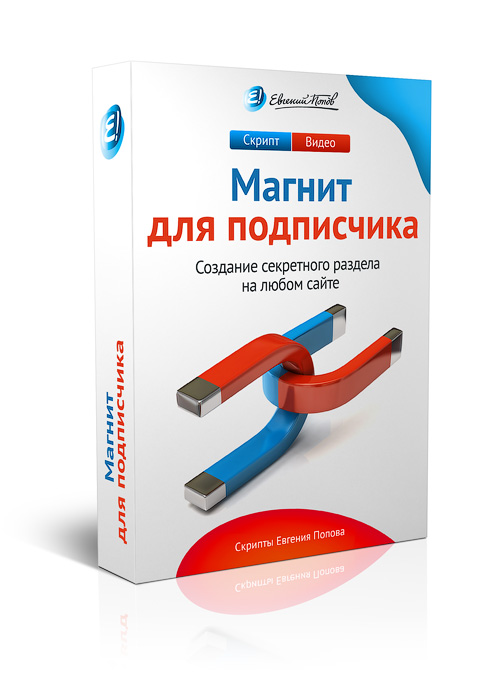 Е!
Евгений Попов
Скрипт Видео
Магнит
для подписчика
Создание секретного раздела
на любом сайте
Скрипты Евгения Попова
Е!
Магнит
для подписчика